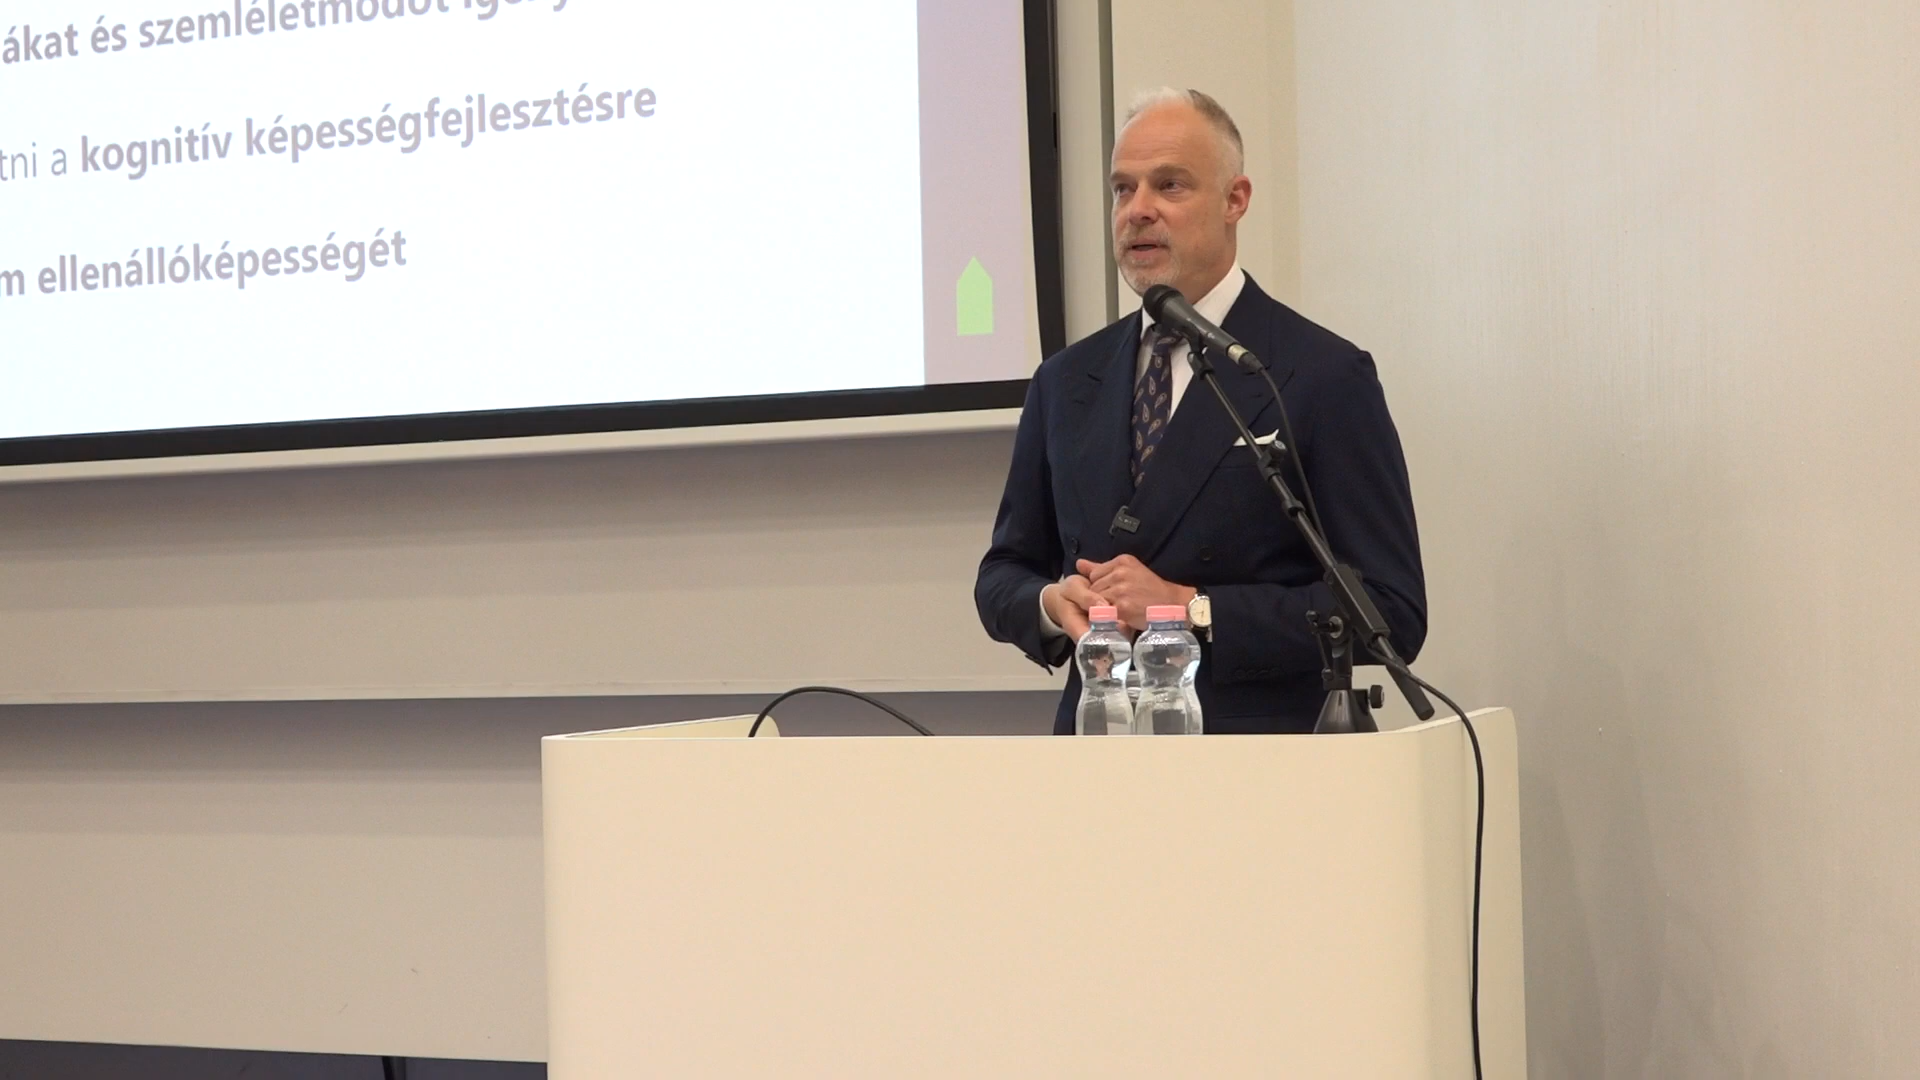 ákat és szemléletmódot
tni a kognitív képességfejlesztésre
m ellenállóképességét